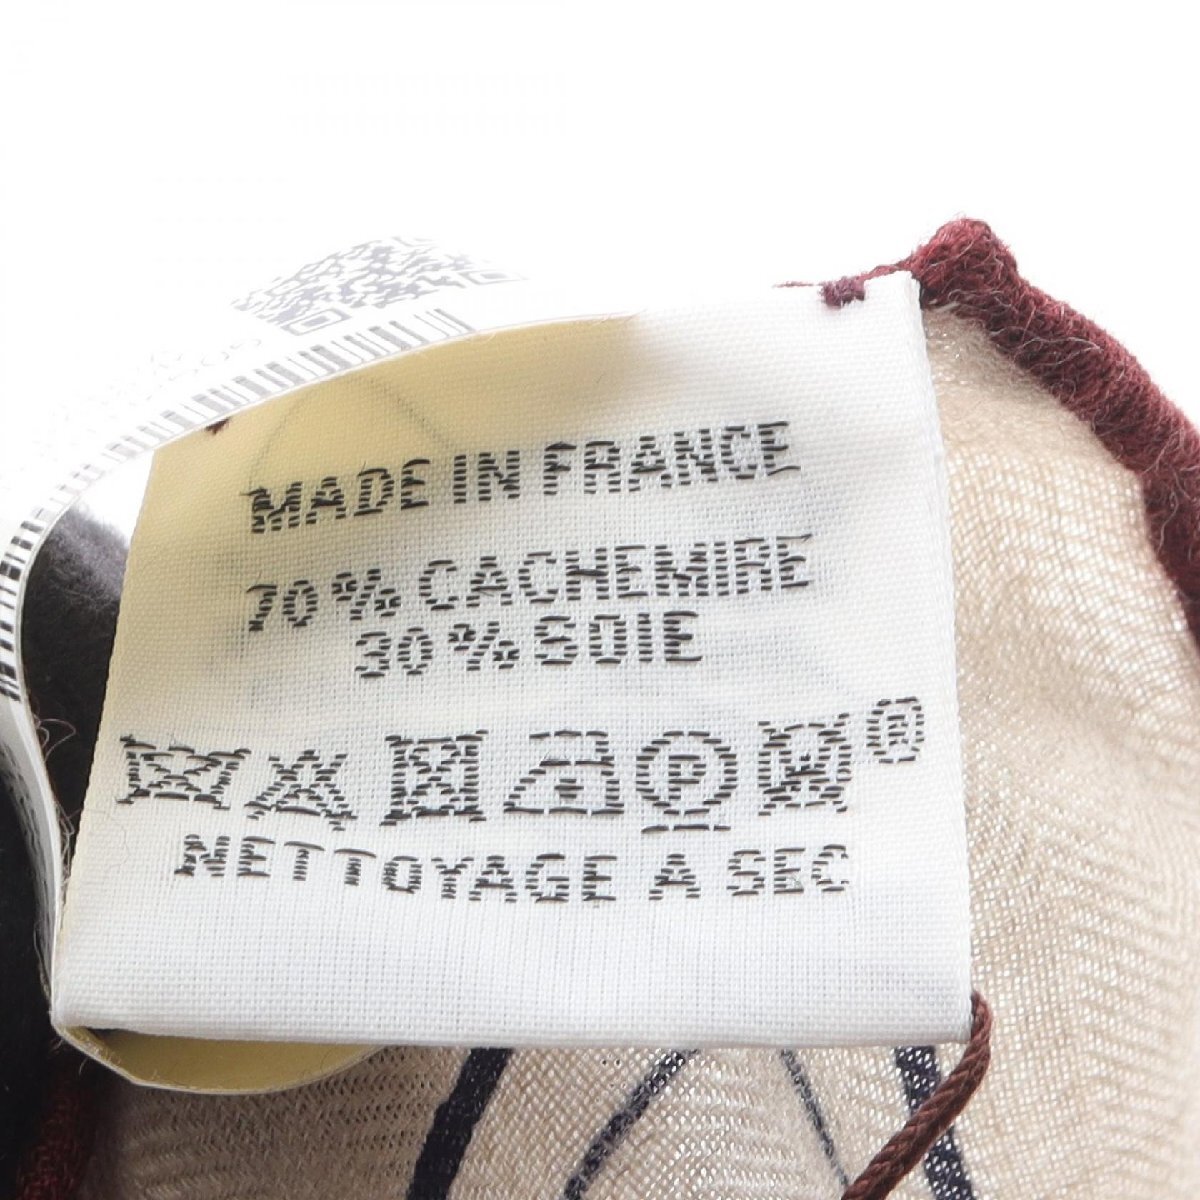 MADE IN FRANCE
70% CACHEMIRE
30% SOIE
P ®
NETTOYAGE A SEC